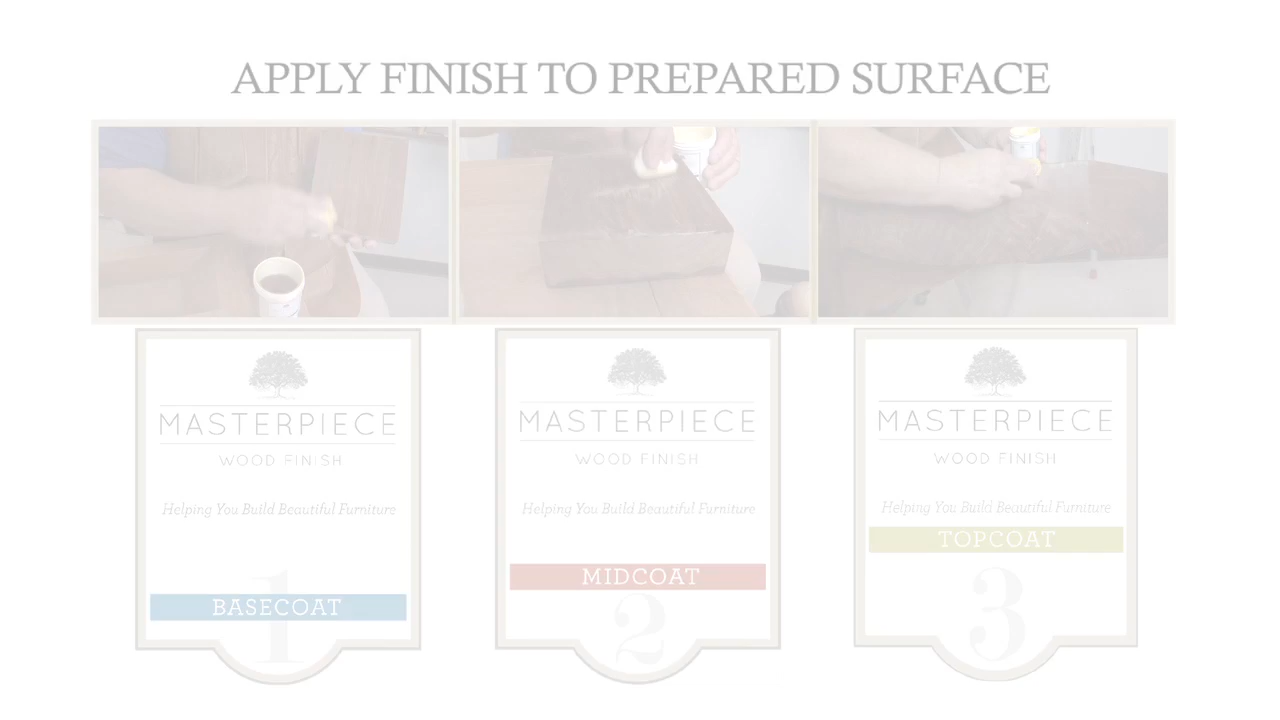 APPLY FINISH TO PREPARED SURFACE
MASTERPIECE
WOOD FINISH
Helping You Build Beautiful Furniture
BASECOAT
1
MASTERPIECE
WOOD FINISH
Helping You Build Beautiful Furniture
MIDCOAT
2
MASTERPIECE
WOOD FINISH
Helping You Build Beautiful Furniture
TOPCOAT
3